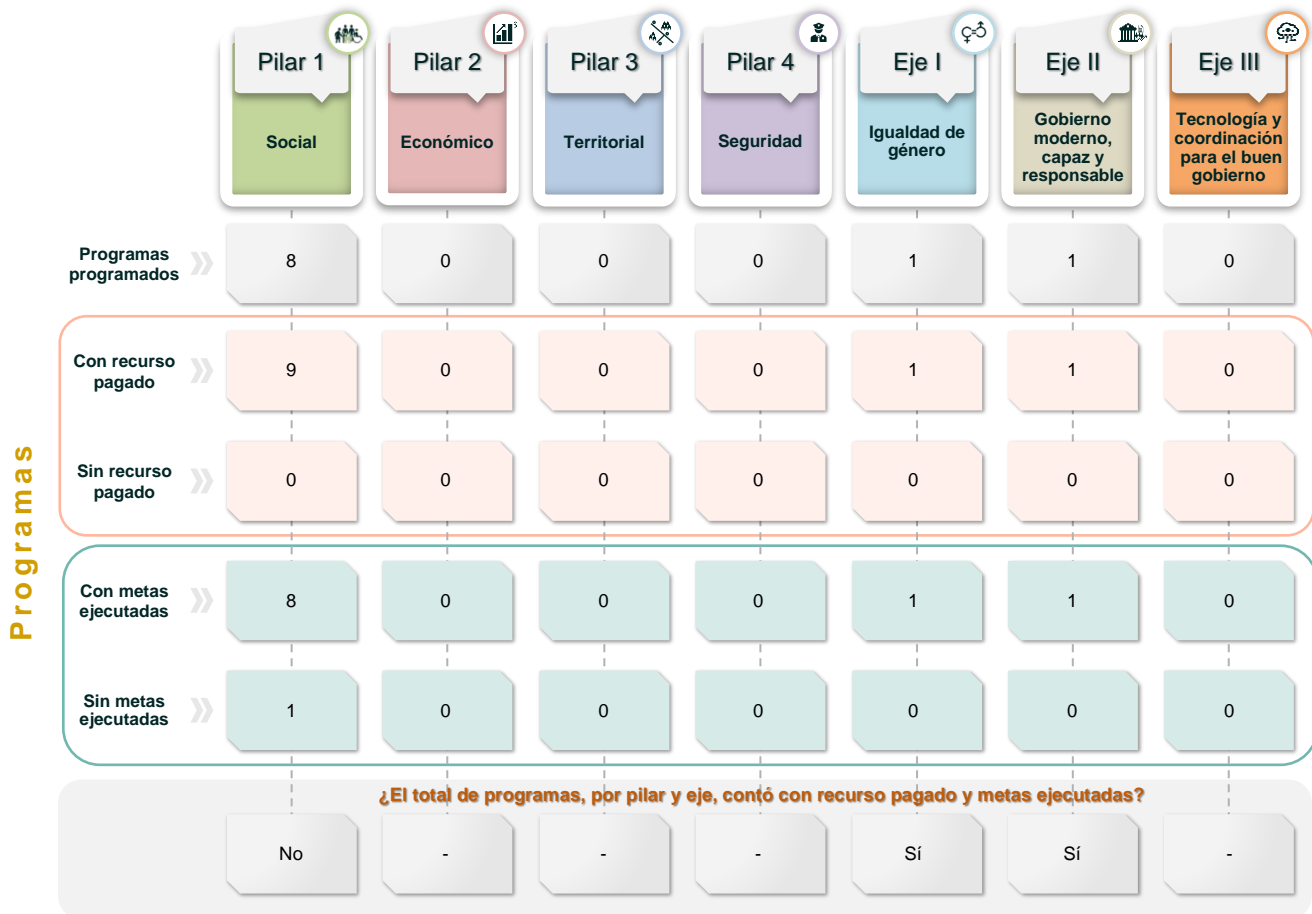 Pilar 1
Pilar 2
Pilar 3
Pilar 4
Eje I
Eje II
Eje III
Social
Económico
Territorial
Seguridad
Igualdad de
género
Gobierno
moderno,
capaz y
responsable
Tecnología y
coordinación
para el buen
gobierno
Programas
Programas
programados
8 0 0 0 1 1 0
Con recurso
pagado
9 0 0 0 1 1 0
Sin recurso
pagado
0 0 0 0 0 0 0
Con metas
ejecutadas
8 0 0 0 1 1 0
Sin metas
ejecutadas
1 0 0 0 0 0 0
¿El total de programas, por pilar y eje, contó con recurso pagado y metas ejecutadas?
No - - - Sí Sí -